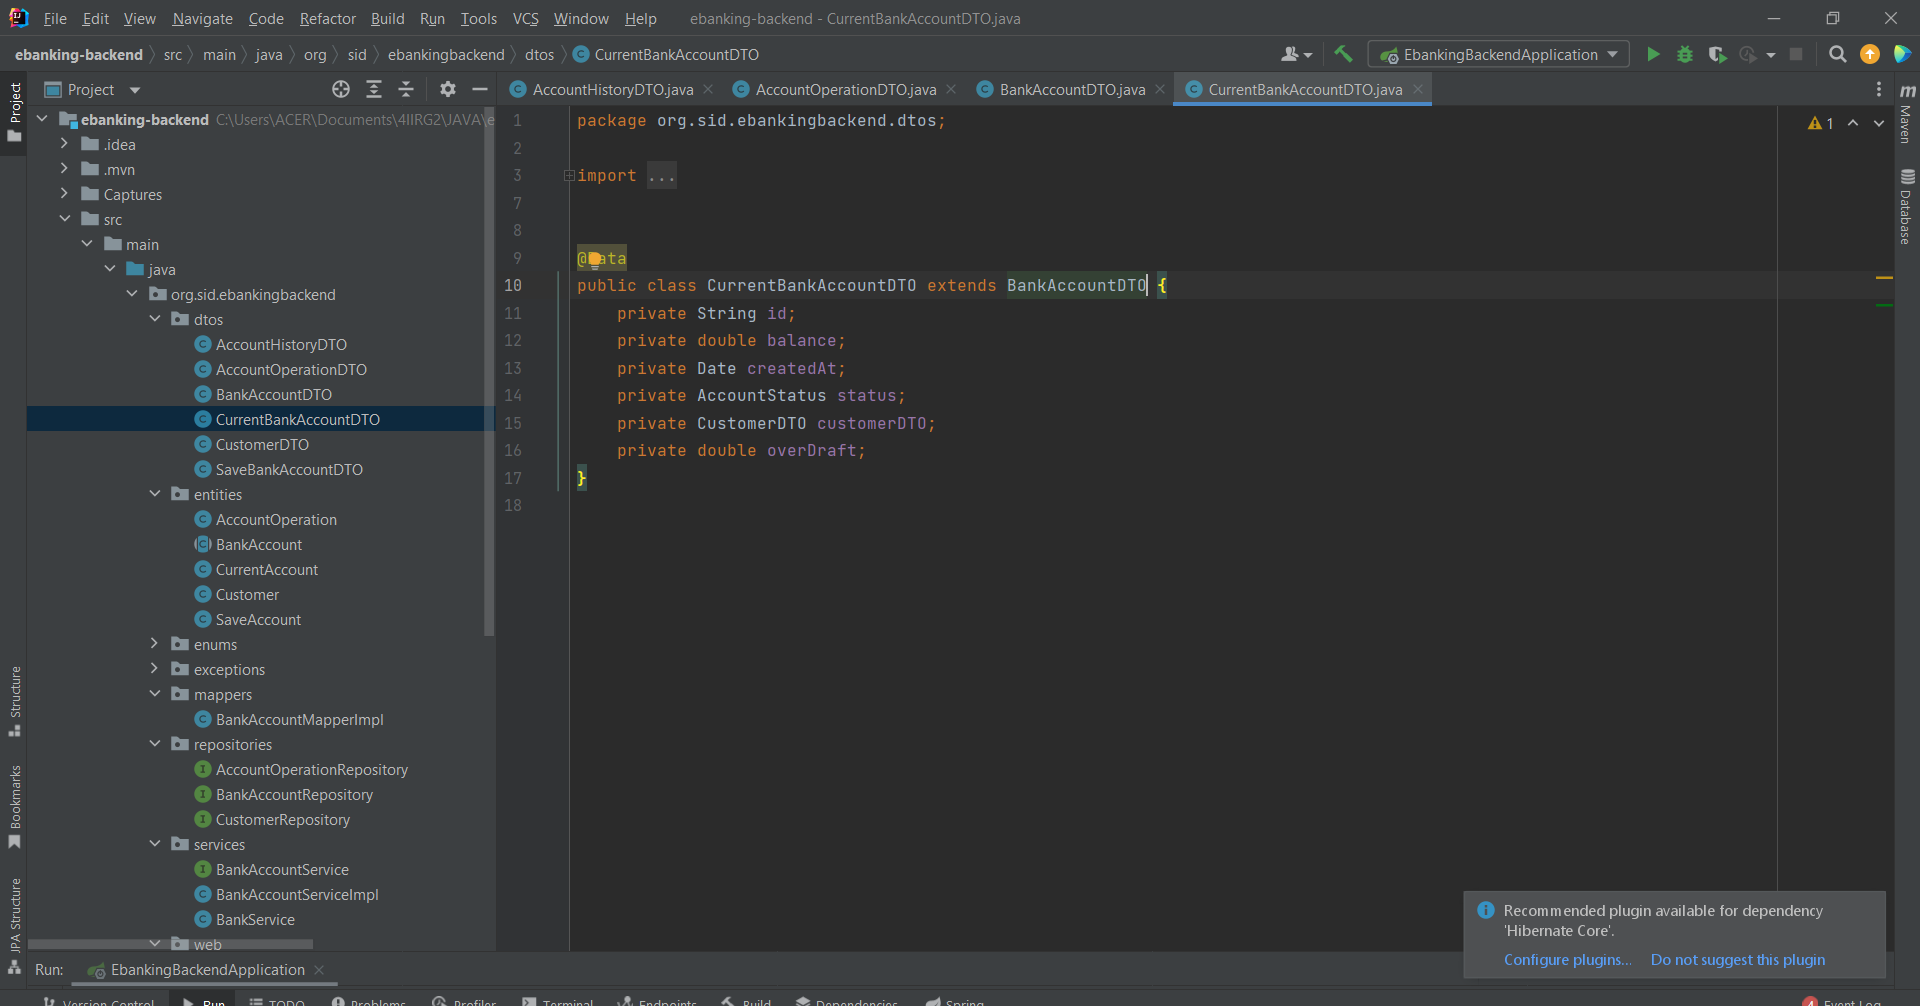 File Edit View Navigate Code Refactor Build Run Tools VCS Window Help ebanking-backend - CurrentBankAccountDTO.java
ebanking-backend src main java org sid ebankingbackend dtos CurrentBankAccountDTO EbankingBackendApplication
Project
AccountHistoryDTO.java AccountOperationDTO.java BankAccountDTO.java CurrentBankAccountDTO.java
Project
Structure
Bookmarks
JPA Structure
ebanking-backend C:\Users\ACER\Documents\4IIRG2\JAVA\e
.idea
.mvn
Captures
src
main
java
org.sid.ebankingbackend
dtos
AccountHistoryDTO
AccountOperationDTO
BankAccountDTO
CurrentBankAccountDTO
CustomerDTO
SaveBankAccountDTO
entities
AccountOperation
BankAccount
CurrentAccount
Customer
SaveAccount
enums
exceptions
mappers
BankAccountMapperImpl
repositories
AccountOperationRepository
BankAccountRepository
CustomerRepository
services
BankAccountService
BankAccountServiceImpl
BankService
web
1 package org.sid.ebankingbackend.dtos;
2
3 import ...
7
8
9 @Data
10 public class CurrentBankAccountDTO extends BankAccountDTO {
11 private String id;
12 private double balance;
13 private Date createdAt;
14 private AccountStatus status;
15 private CustomerDTO customerDTO;
16 private double overDraft;
17 }
18
1
Maven
Database
Recommended plugin available for dependency
'Hibernate Core'.
Configure plugins... Do not suggest this plugin
Run: EbankingBackendApplication
Version Control Run TODO Problems Profiler Terminal Endpoints Build Dependencies Spring 4 Event Log